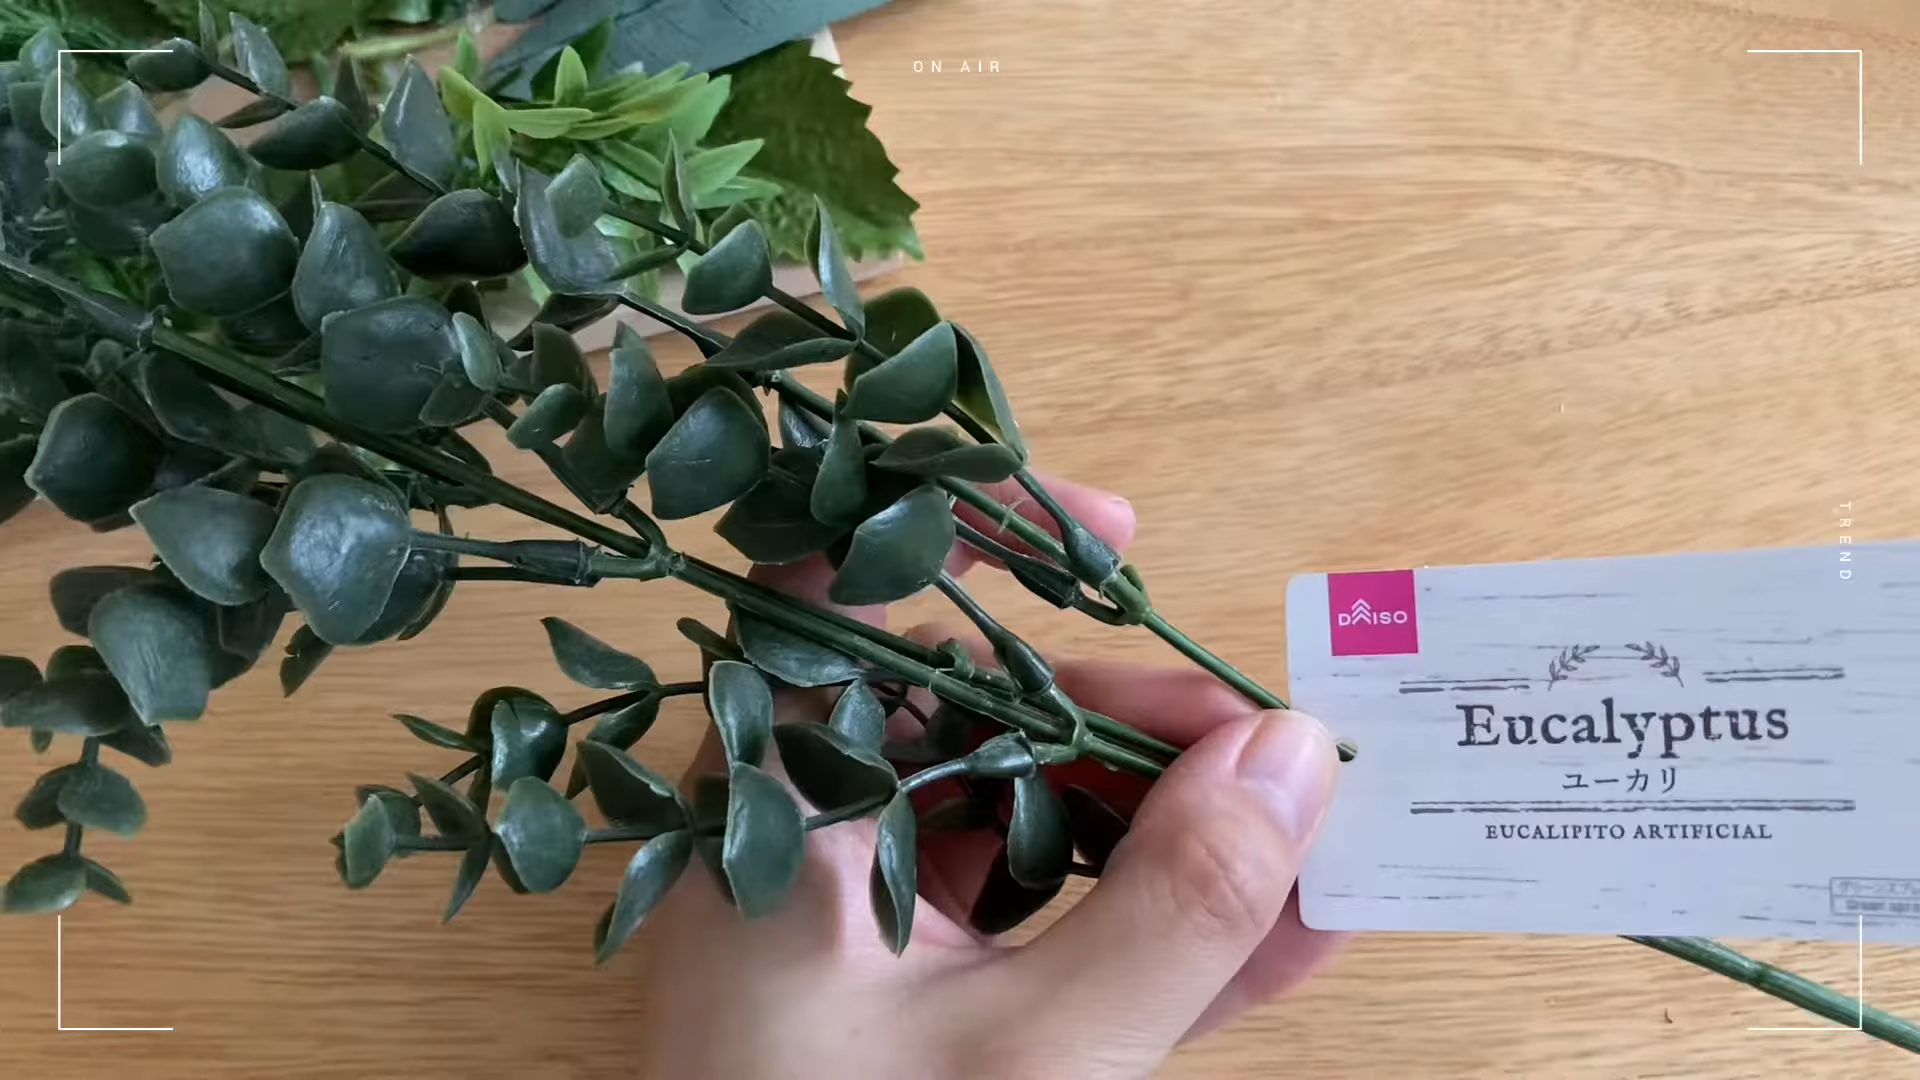 ON AIR
TREND
DAISO
Eucalyptus
ユーカリ
EUCALIPITO ARTIFICIAL